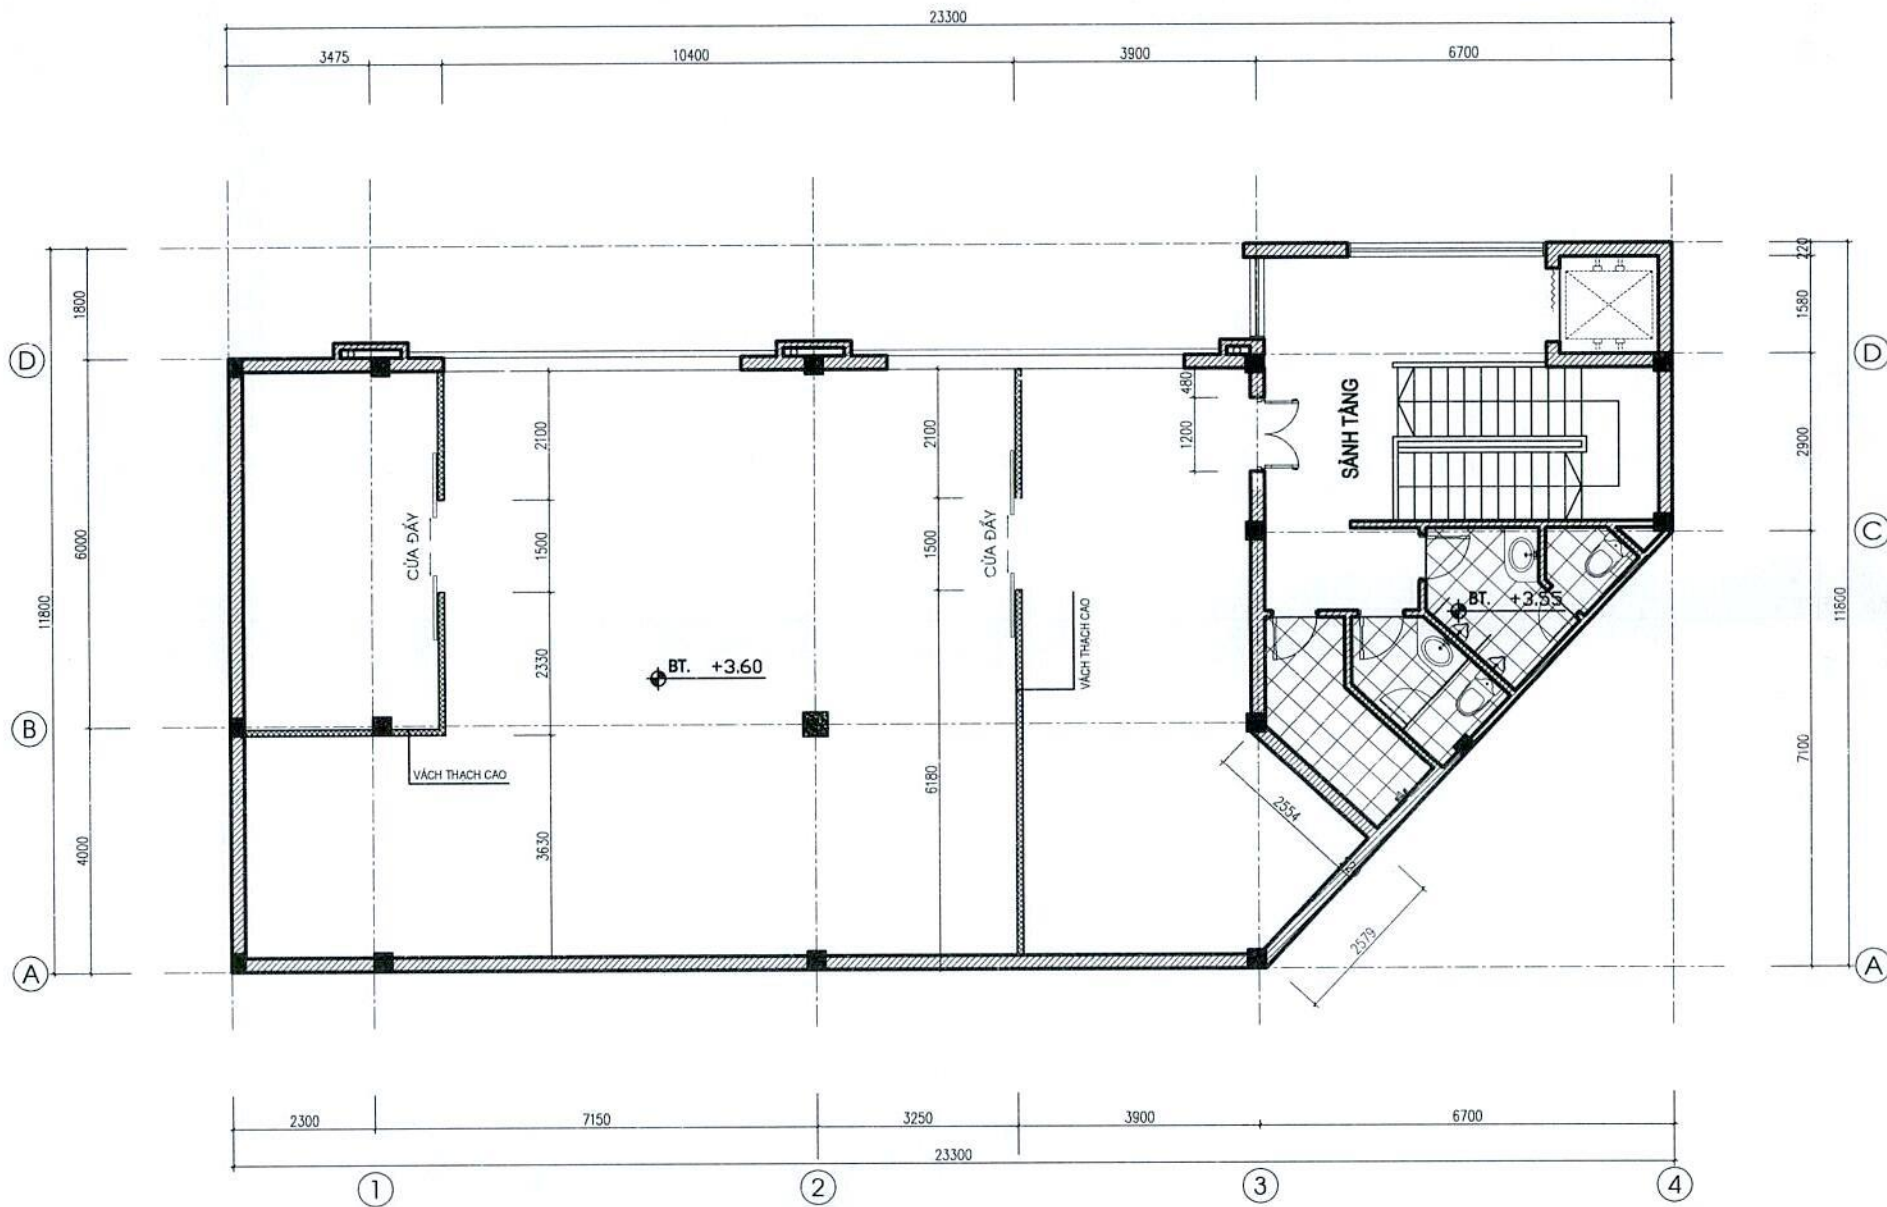 23300
3475
10400
3900
6700
1800
6000
4000
11800
220
1580
2900
7100
11800
D
D
C
B
A
A
480
1200
2100
1500
2330
3630
2100
1500
6180
CỬA ĐẨY
CỬA ĐẨY
SẢNH TẦNG
BT. +3.55
BT. +3.60
VÁCH THẠCH CAO
VÁCH THẠCH CAO
2554
2579
2300
7150
3250
3900
6700
23300
1
2
3
4